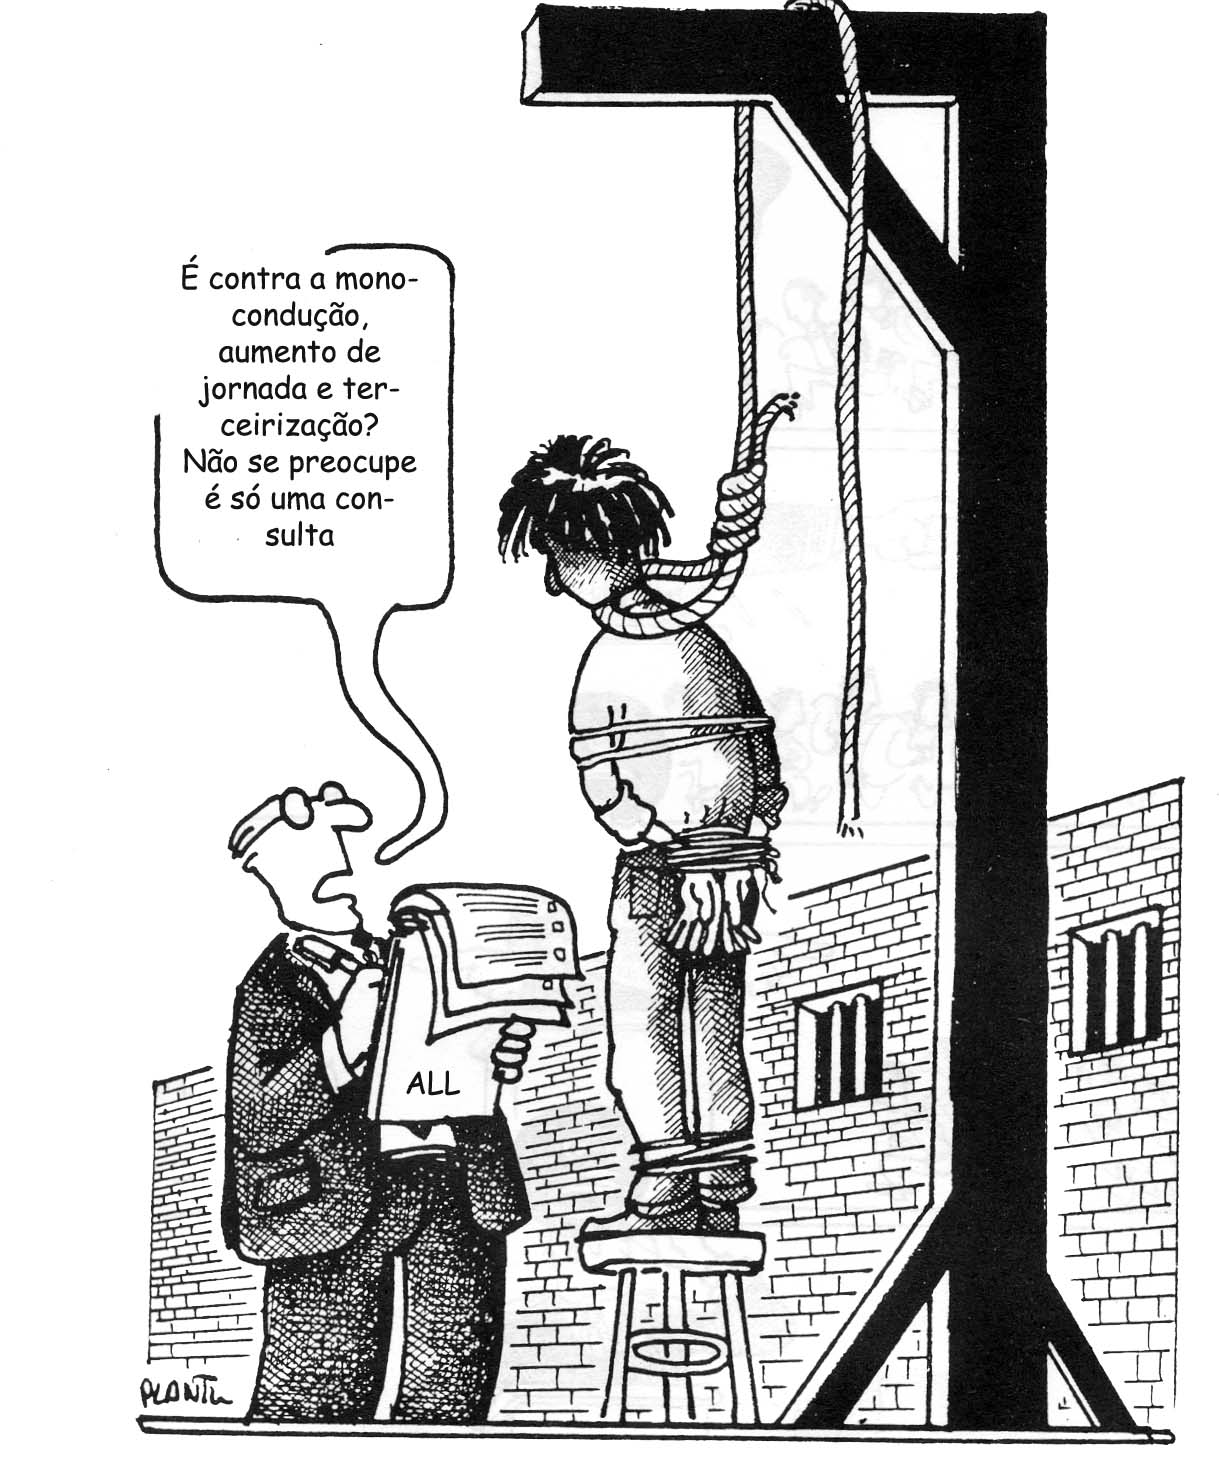 É contra a mono-
condução,
aumento de
jornada e ter-
ceirização?
Não se preocupe
é só uma con-
sulta
ALL
PLANTU